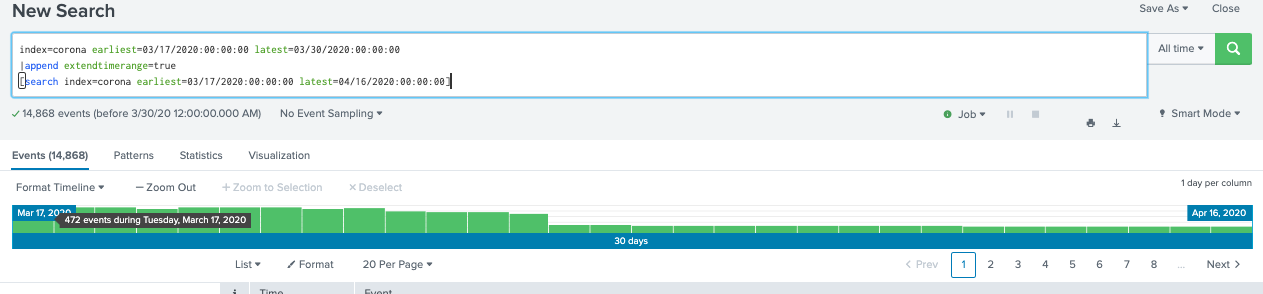 New Search
Save As ▾ Close
index=corona earliest=03/17/2020:00:00:00 latest=03/30/2020:00:00:00
|append extendtimerange=true
[search index=corona earliest=03/17/2020:00:00:00 latest=04/16/2020:00:00:00]
All time ▾
✓ 14,868 events (before 3/30/20 12:00:00.000 AM) No Event Sampling ▾
Job ▾ Smart Mode ▾
Events (14,868) Patterns Statistics Visualization
Format Timeline ▾ — Zoom Out + Zoom to Selection × Deselect
1 day per column
Mar 17, 2020
Apr 16, 2020
472 events during Tuesday, March 17, 2020
30 days
List ▾ Format 20 Per Page ▾
< Prev 1 2 3 4 5 6 7 8 ... Next >
i Time Event